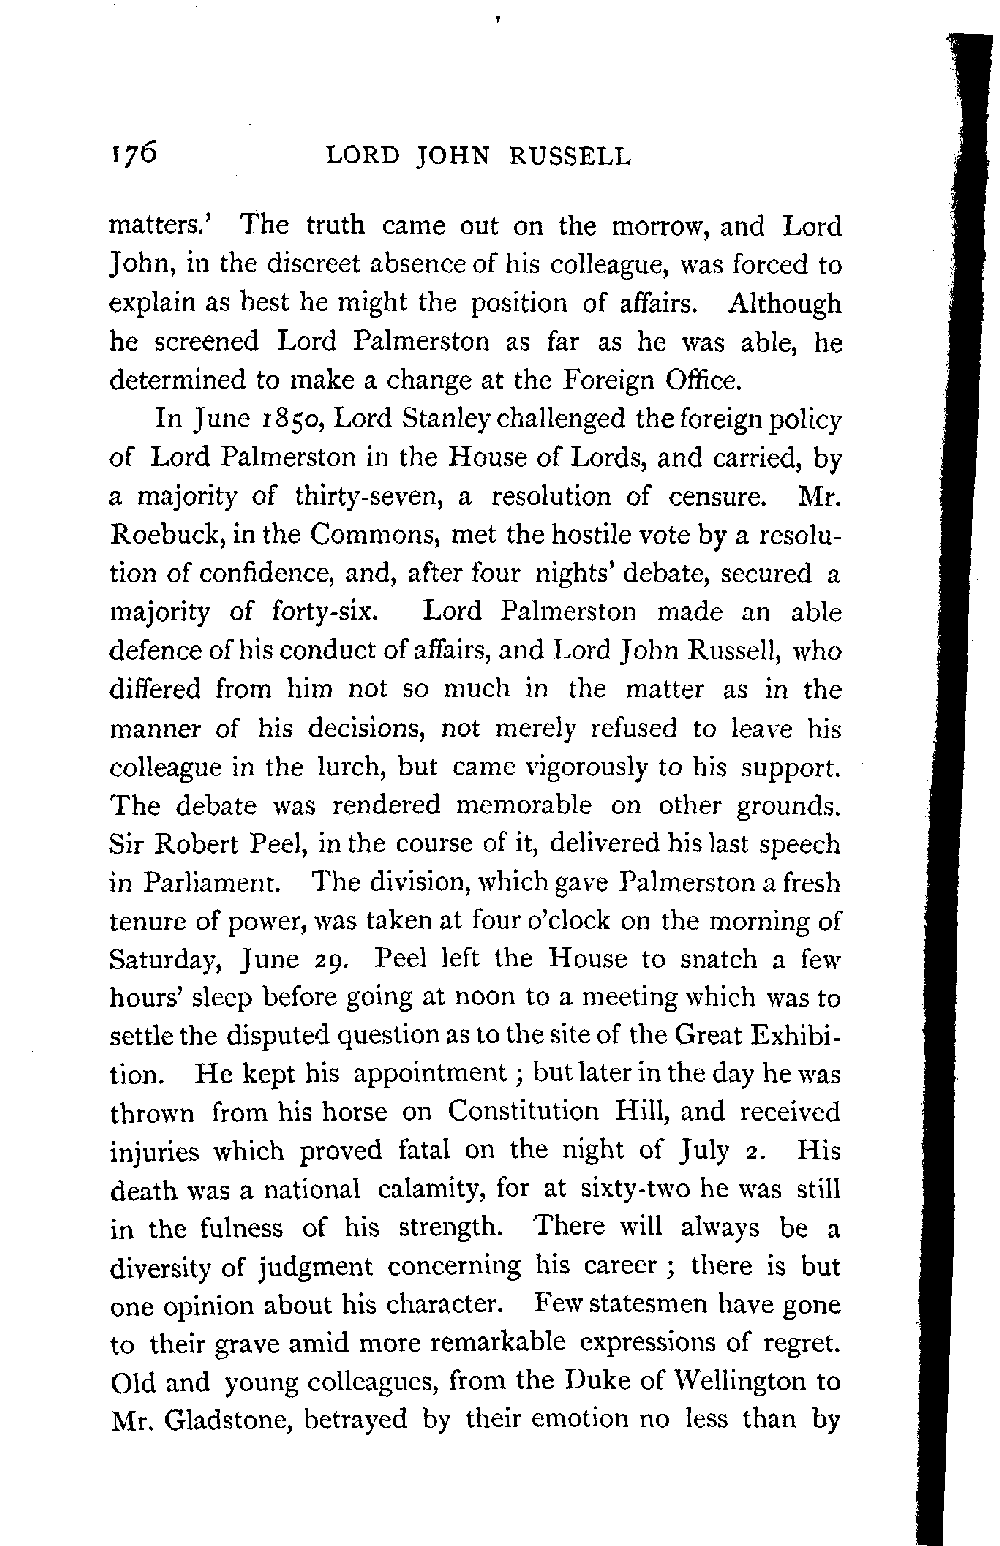 176 LORD JOHN RUSSELL
matters.' The truth came out on the morrow, and Lord
John, in the discreet absence of his colleague, was forced to
explain as best he might the position of affairs. Although
he screened Lord Palmerston as far as he was able, he
determined to make a change at the Foreign Office.
In June 1850, Lord Stanley challenged the foreign policy
of Lord Palmerston in the House of Lords, and carried, by
a majority of thirty-seven, a resolution of censure. Mr.
Roebuck, in the Commons, met the hostile vote by a resolu-
tion of confidence, and, after four nights' debate, secured a
majority of forty-six. Lord Palmerston made an able
defence of his conduct of affairs, and Lord John Russell, who
differed from him not so much in the matter as in the
manner of his decisions, not merely refused to leave his
colleague in the lurch, but came vigorously to his support.
The debate was rendered memorable on other grounds.
Sir Robert Peel, in the course of it, delivered his last speech
in Parliament. The division, which gave Palmerston a fresh
tenure of power, was taken at four o'clock on the morning of
Saturday, June 29. Peel left the House to snatch a few
hours' sleep before going at noon to a meeting which was to
settle the disputed question as to the site of the Great Exhibi-
tion. He kept his appointment ; but later in the day he was
thrown from his horse on Constitution Hill, and received
injuries which proved fatal on the night of July 2. His
death was a national calamity, for at sixty-two he was still
in the fulness of his strength. There will always be a
diversity of judgment concerning his career ; there is but
one opinion about his character. Few statesmen have gone
to their grave amid more remarkable expressions of regret.
Old and young colleagues, from the Duke of Wellington to
Mr. Gladstone, betrayed by their emotion no less than by